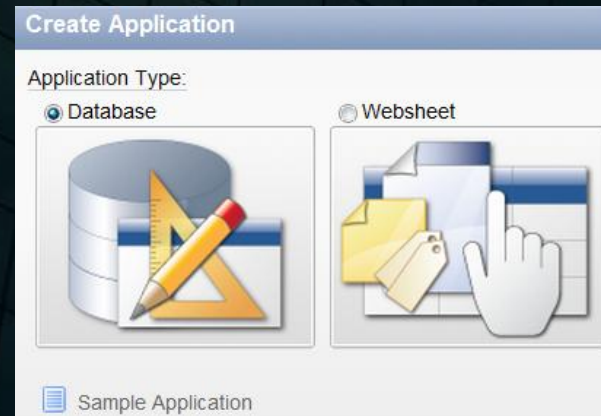 Create Application
Application Type:
Database
Websheet
Sample Application